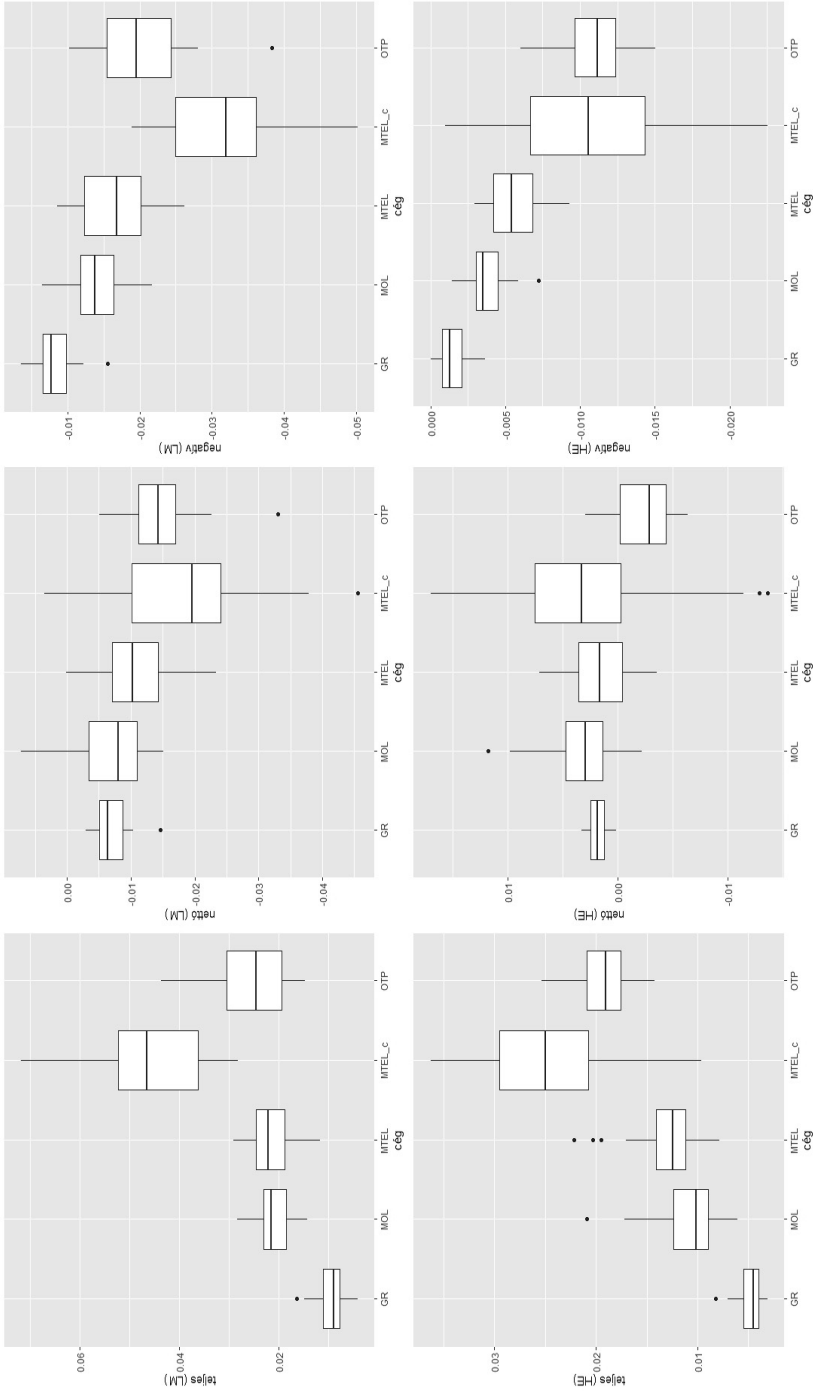 negatív (LM)
-0.01
-0.02
-0.03
-0.04
-0.05
GR
MOL
MTEL
MTEL_c
OTP
cég
negatív (HE)
0.000
-0.005
-0.010
-0.015
-0.020
GR
MOL
MTEL
MTEL_c
OTP
cég
nettó (LM)
0.00
-0.01
-0.02
-0.03
-0.04
GR
MOL
MTEL
MTEL_c
OTP
cég
nettó (HE)
0.01
0.00
-0.01
GR
MOL
MTEL
MTEL_c
OTP
cég
teljes (LM)
0.06
0.04
0.02
GR
MOL
MTEL
MTEL_c
OTP
cég
teljes (HE)
0.03
0.02
0.01
GR
MOL
MTEL
MTEL_c
OTP
cég